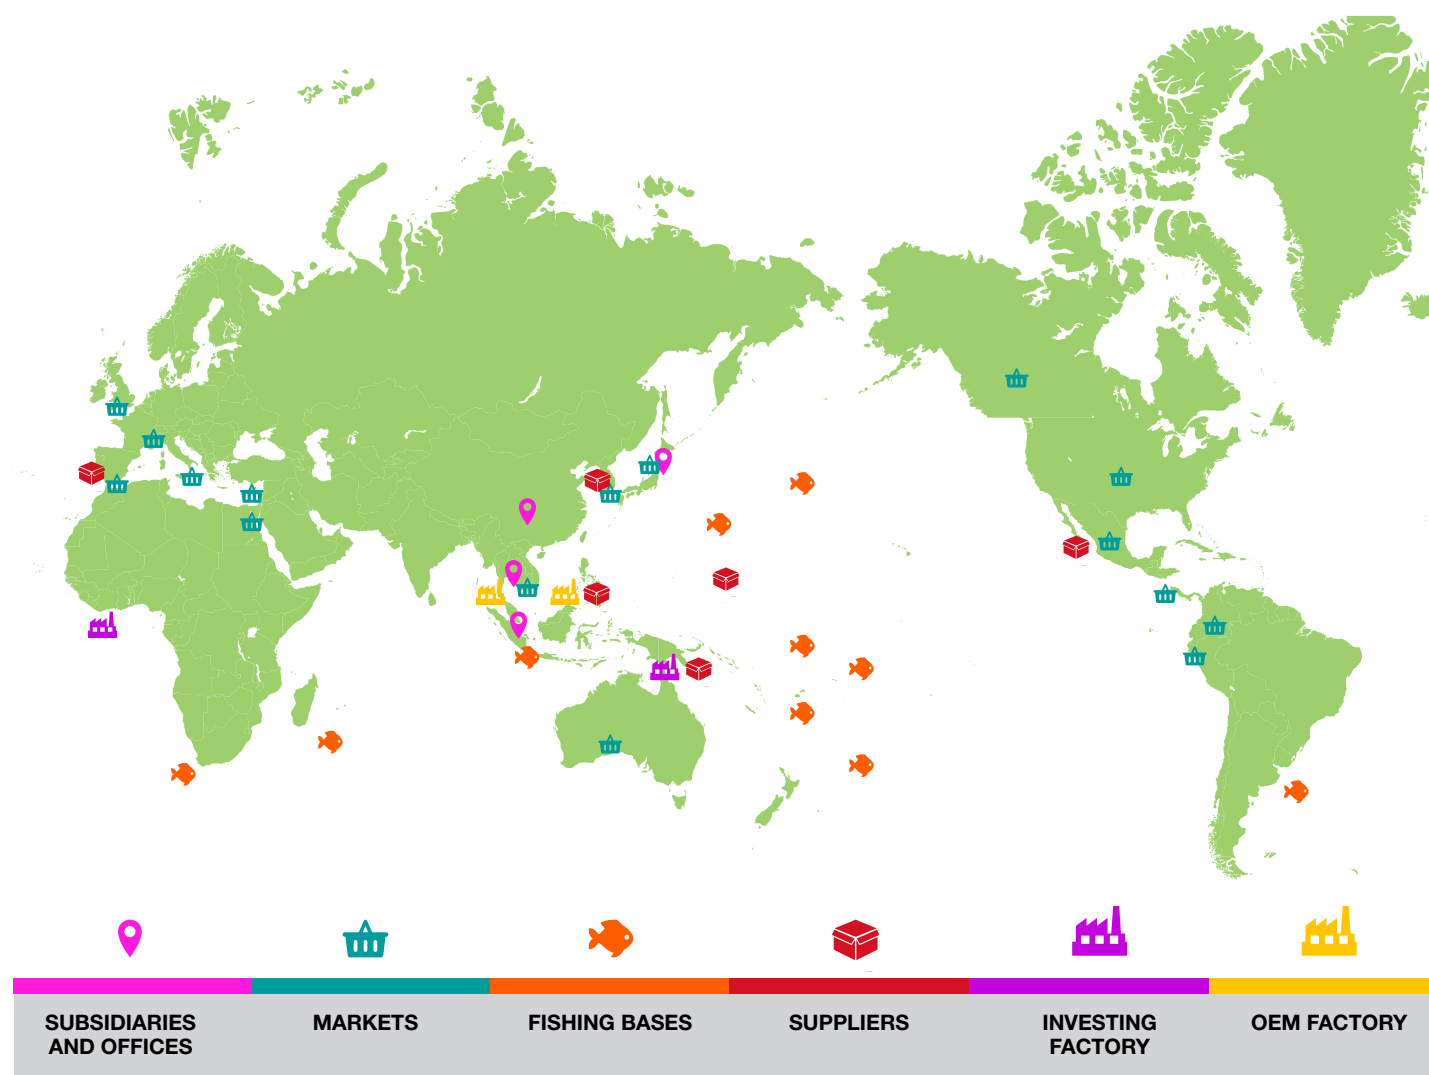 SUBSIDIARIES
AND OFFICES
MARKETS
FISHING BASES
SUPPLIERS
INVESTING
FACTORY
OEM FACTORY